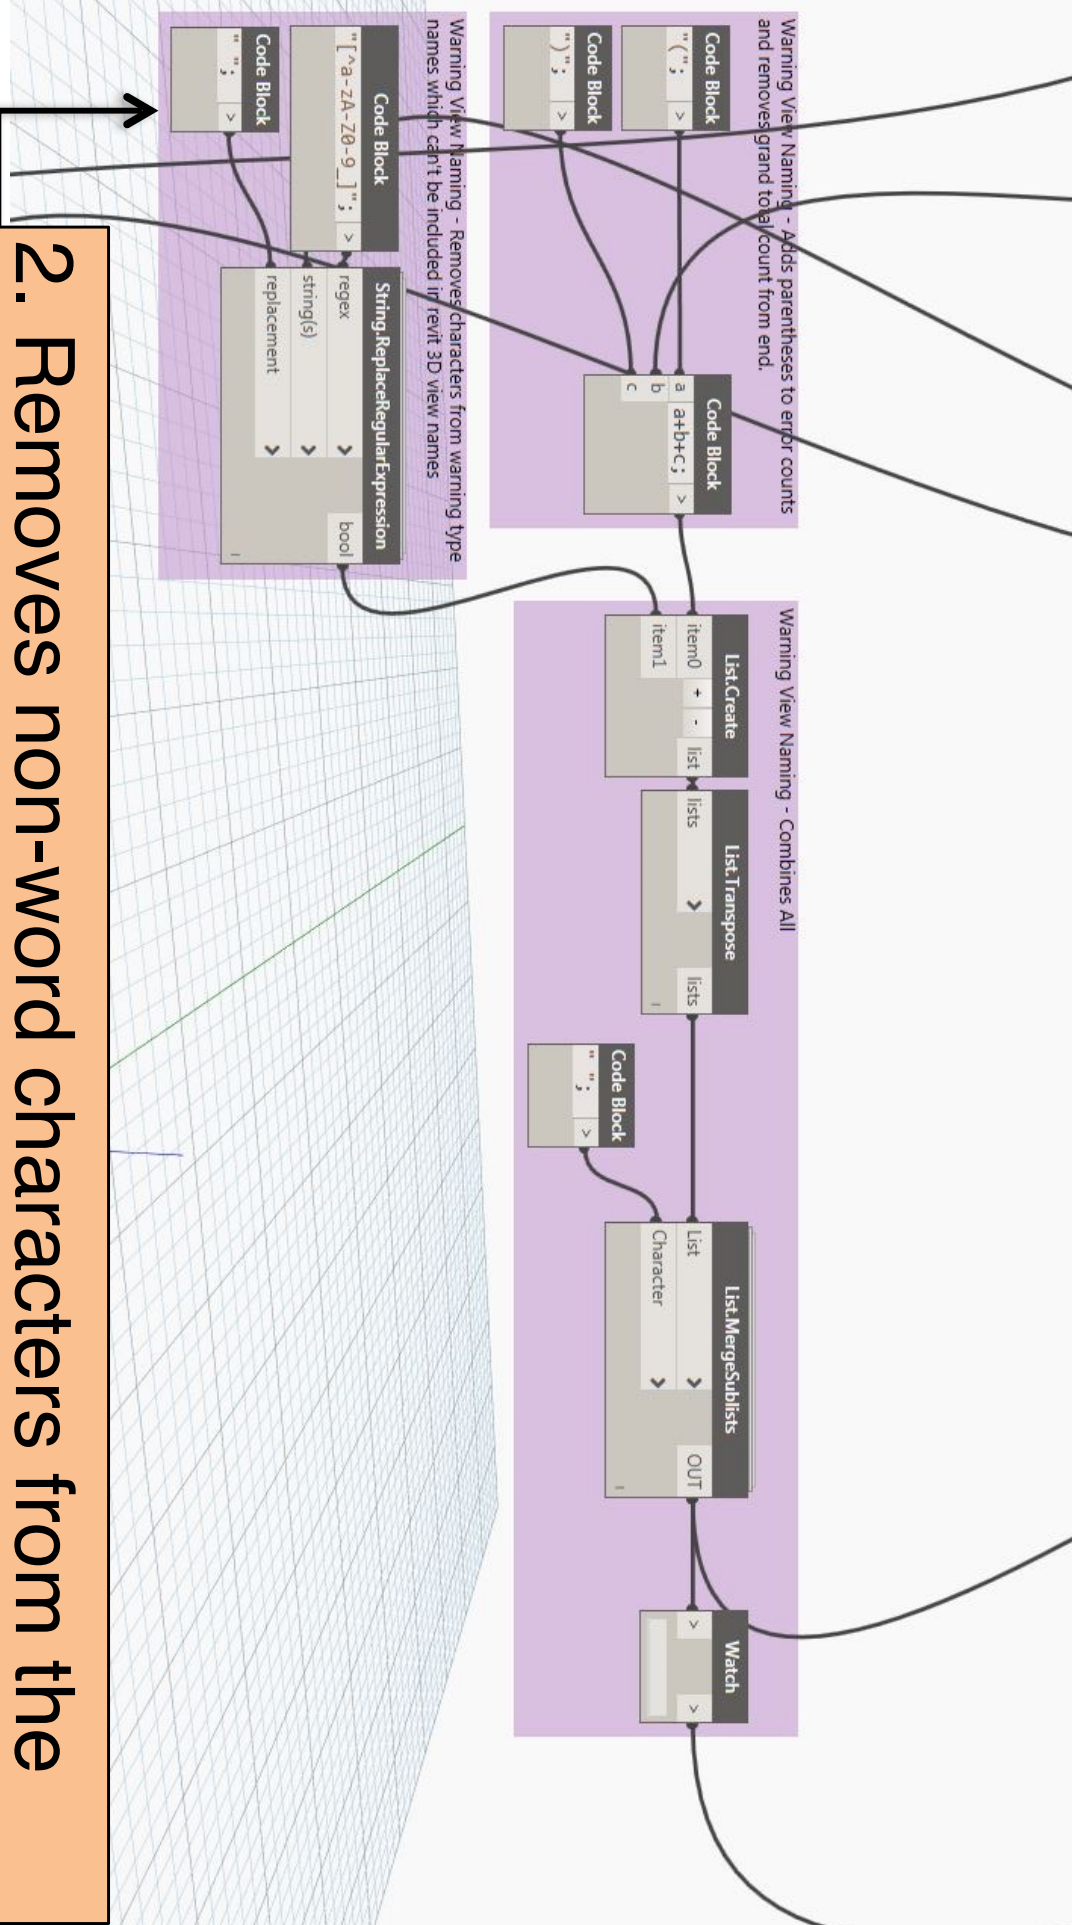 Warning View Naming - Adds parentheses to error counts
and removes grand total count from end.
Code Block
"("; >
Code Block
")"; >
Code Block
a a+b+c; >
b
c
Warning View Naming - Removes characters from warning type
names which can't be included in revit 3D view names
Code Block
"[^a-zA-Z0-9_]"; >
Code Block
" "; >
String.ReplaceRegularExpression
regex
string(s)
replacement
bool
Warning View Naming - Combines All
List.Create
item0 + - list
item1
List.Transpose
lists lists
Code Block
" "; >
List.MergeSublists
List
Character
OUT
Watch
> >
2. Removes non-word characters from the